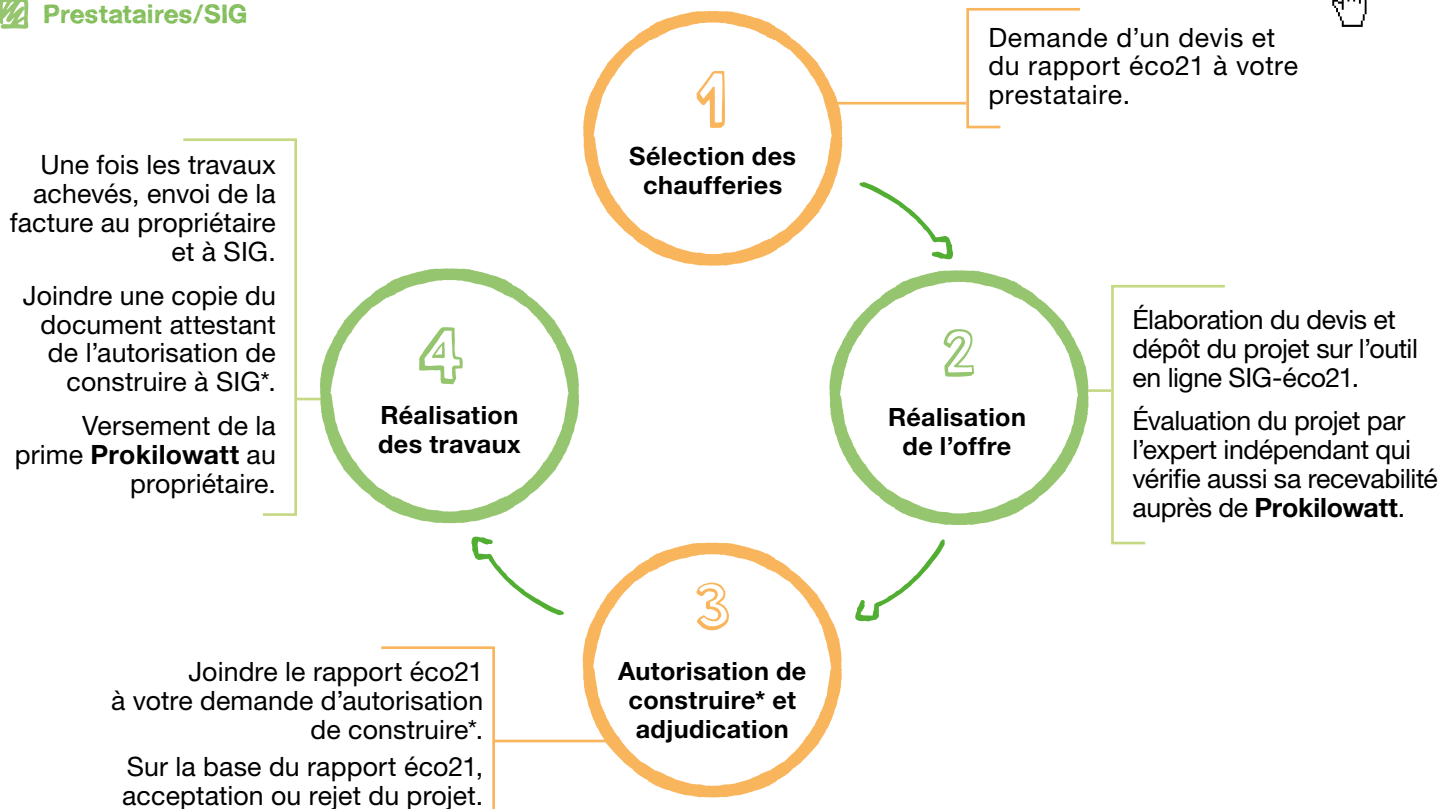 Prestataires/SIG
1
Sélection des
chaufferies
Demande d'un devis et
du rapport éco21 à votre
prestataire.
2
Réalisation
de l'offre
Élaboration du devis et
dépôt du projet sur l'outil
en ligne SIG-éco21.
Évaluation du projet par
l'expert indépendant qui
vérifie aussi sa recevabilité
auprès de Prokilowatt.
3
Autorisation de
construire* et
adjudication
Joindre le rapport éco21
à votre demande d'autorisation
de construire*.
Sur la base du rapport éco21,
acceptation ou rejet du projet.
4
Réalisation
des travaux
Une fois les travaux
achevés, envoi de la
facture au propriétaire
et à SIG.
Joindre une copie du
document attestant
de l'autorisation de
construire à SIG*.
Versement de la
prime Prokilowatt au
propriétaire.